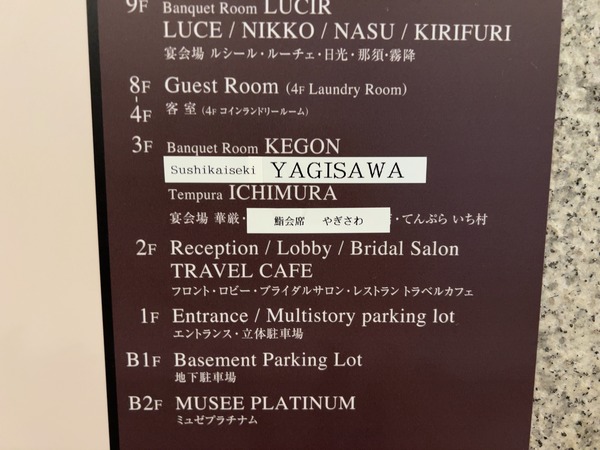 9F Banquet Room LUCIR
LUCE / NIKKO / NASU / KIRIFURI
宴会場 ルシール・ルーチェ・日光・那須・霧降
8F Guest Room (4F Laundry Room)
4F 客室 (4F コインランドリールーム)
3F Banquet Room KEGON
Sushikaiseki YAGISAWA
Tempura ICHIMURA
宴会場 華厳・ 鮨会席 やぎさわ ・てんぷら いち村
2F Reception / Lobby / Bridal Salon
TRAVEL CAFE
フロント・ロビー・ブライダルサロン・レストラン トラベルカフェ
1F Entrance / Multistory parking lot
エントランス・立体駐車場
B1F Basement Parking Lot
地下駐車場
B2F MUSEE PLATINUM
ミュゼプラチナム